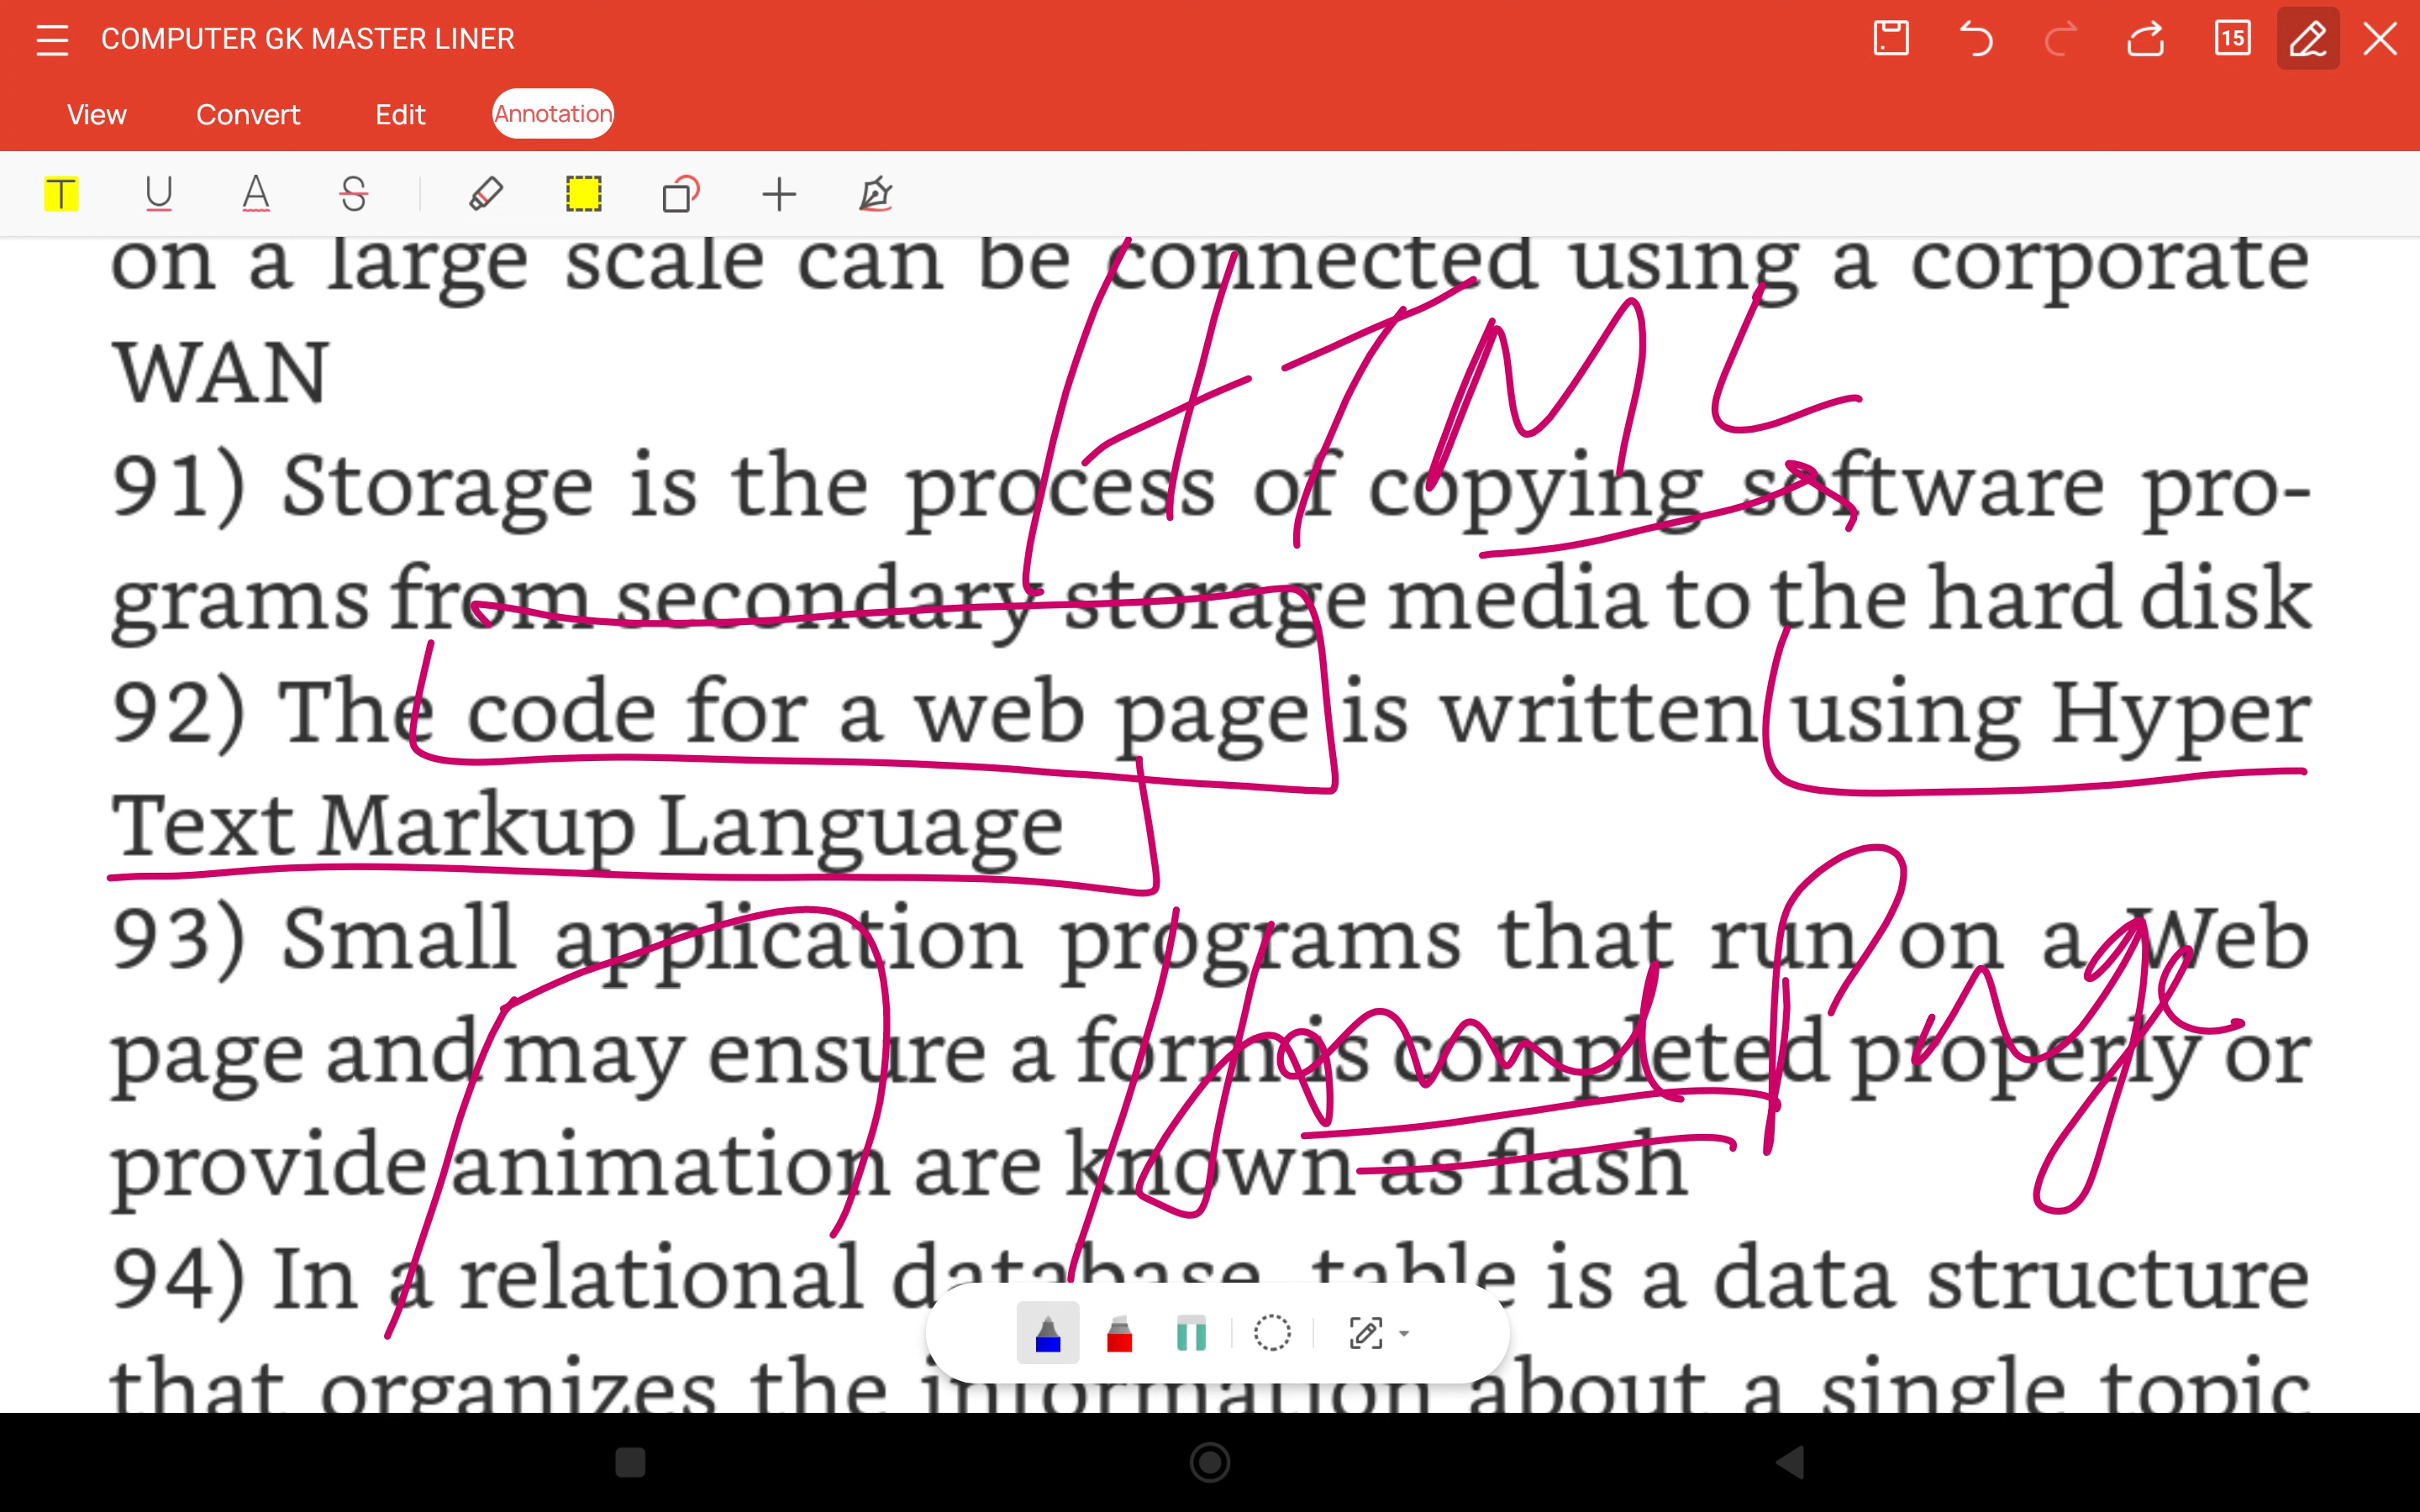 COMPUTER GK MASTER LINER
15
View Convert Edit Annotation
on a large scale can be connected using a corporate
WAN
HTML
91) Storage is the process of copying software pro-
grams from secondary storage media to the hard disk
92) The code for a web page is written using Hyper
Text Markup Language
93) Small application programs that run on a Web
page and may ensure a form is completed properly or
provide animation are known as flash
94) In a relational database, table is a data structure
that organizes the information about a single topic